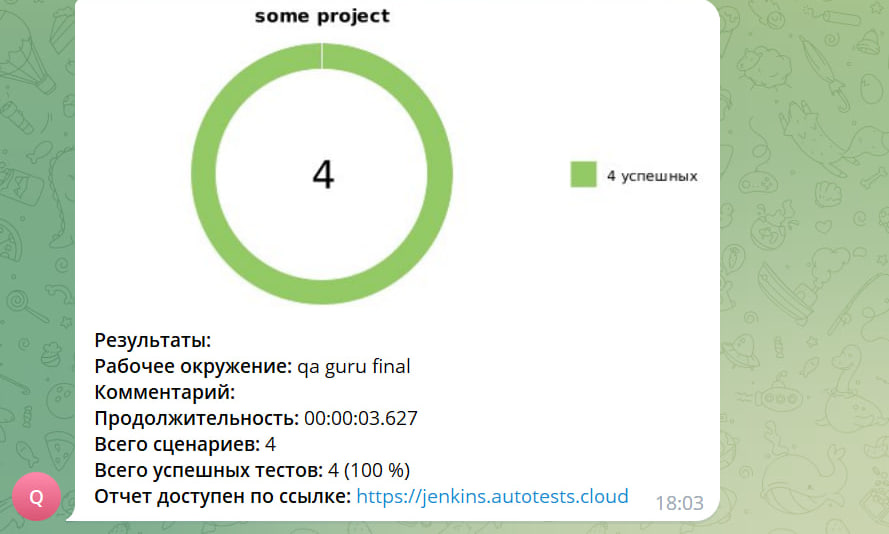 some project
4
4 успешных
Результаты:
Рабочее окружение: qa guru final
Комментарий:
Продолжительность: 00:00:03.627
Всего сценариев: 4
Всего успешных тестов: 4 (100 %)
Отчет доступен по ссылке: https://jenkins.autotests.cloud
18:03
Q